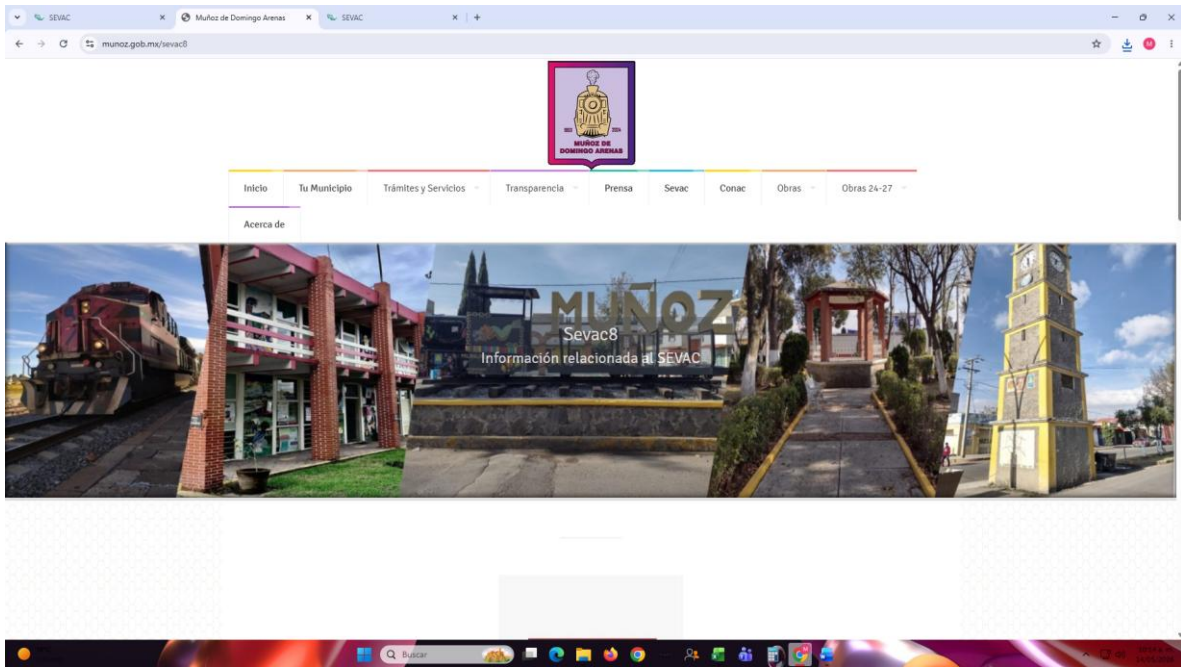 SEVAC
Muñoz de Domingo Arenas
SEVAC
munoz.gob.mx/sevac8
M
MUÑOZ DE
DOMINGO ARENAS
Inicio
Tu Municipio
Trámites y Servicios
Transparencia
Prensa
Sevac
Conac
Obras
Obras 24-27
Acerca de
MUÑOZ
Sevac8
Información relacionada al SEVAC
Buscar